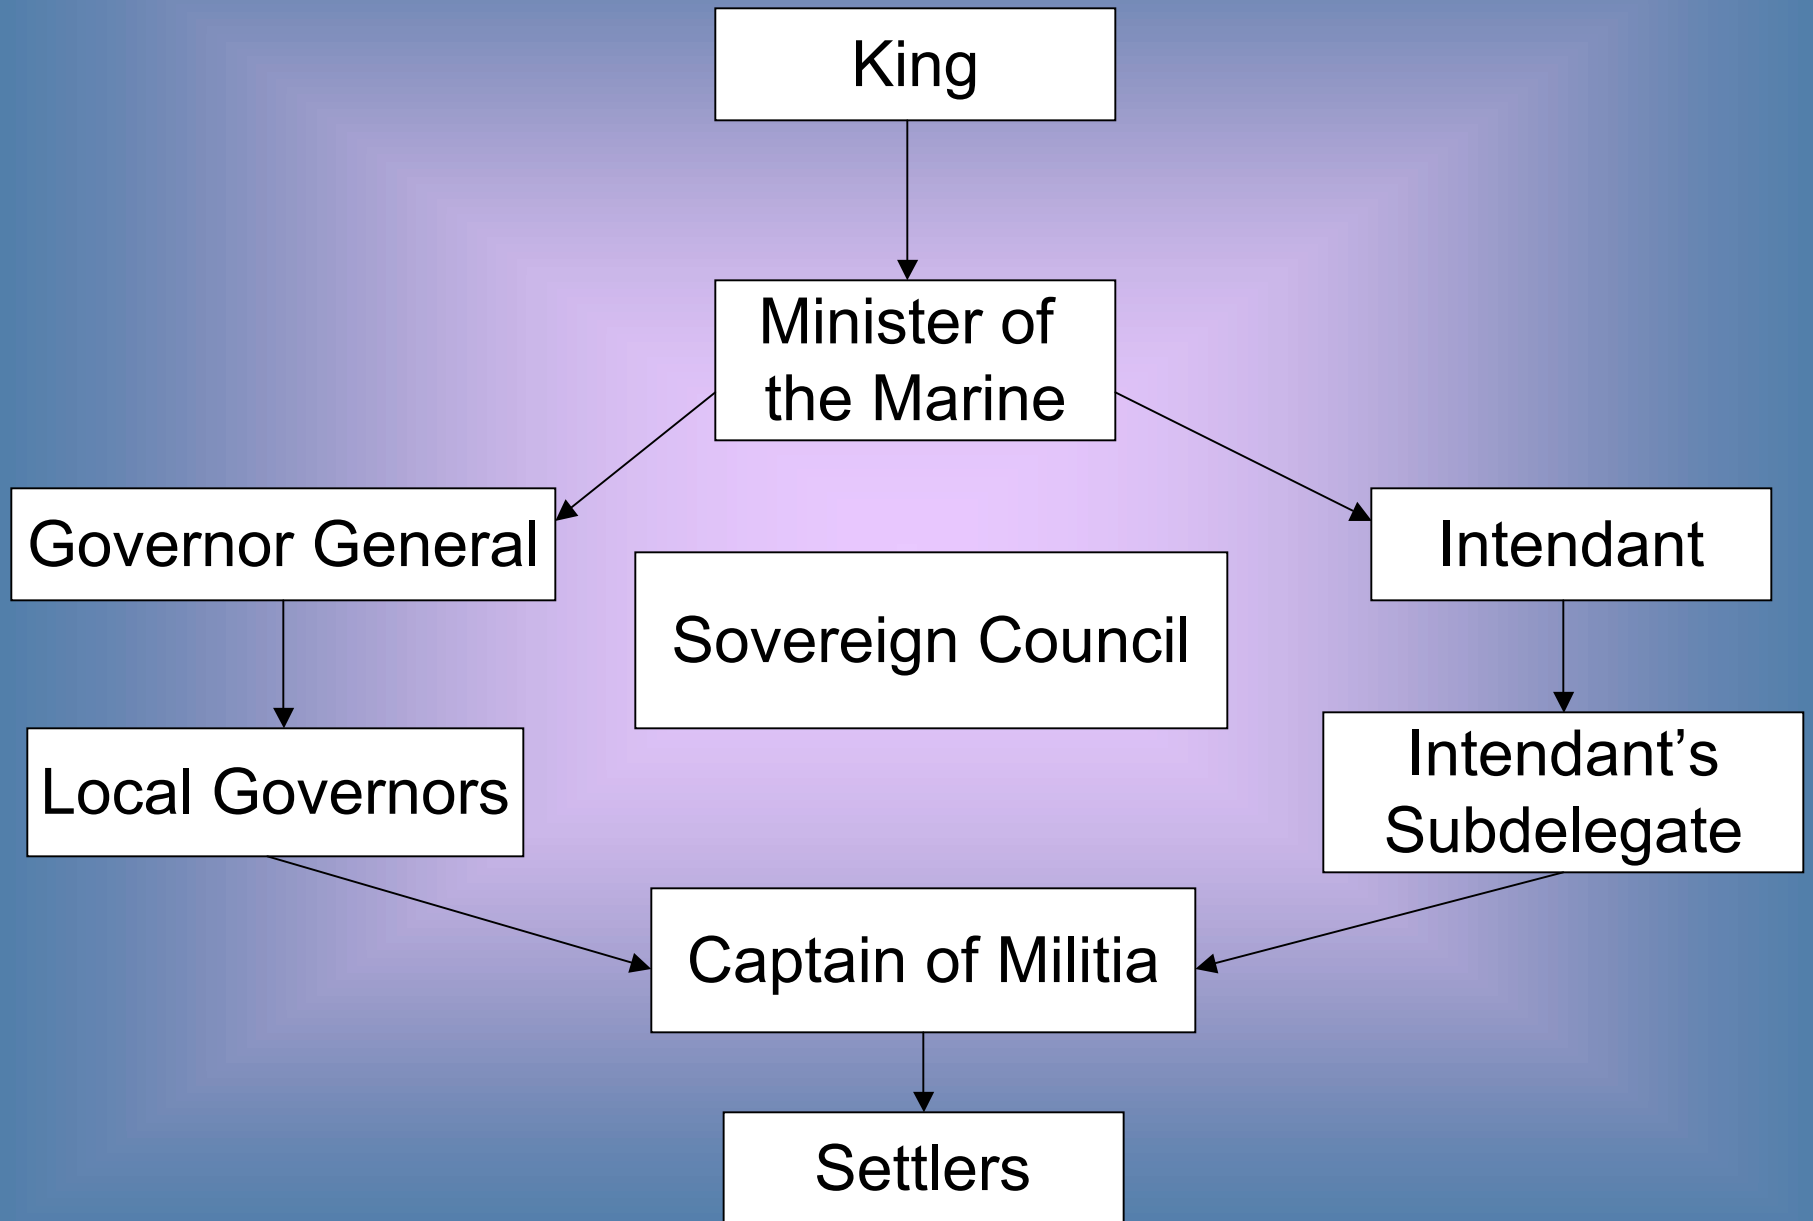 King
Minister of
the Marine
Governor General
Intendant
Sovereign Council
Local Governors
Intendant’s
Subdelegate
Captain of Militia
Settlers